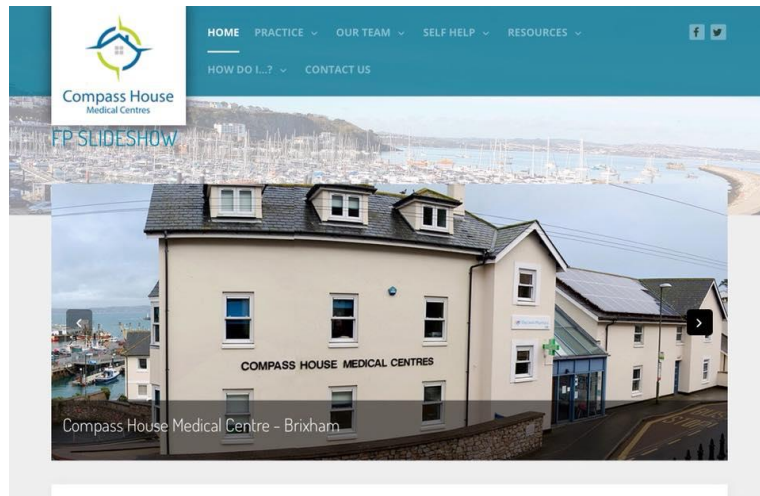 HOME PRACTICE OUR TEAM SELF HELP RESOURCES
HOW DO I...? CONTACT US
Compass House
Medical Centres
FP SLIDESHOW
COMPASS HOUSE MEDICAL CENTRES
Compass House Medical Centre - Brixham